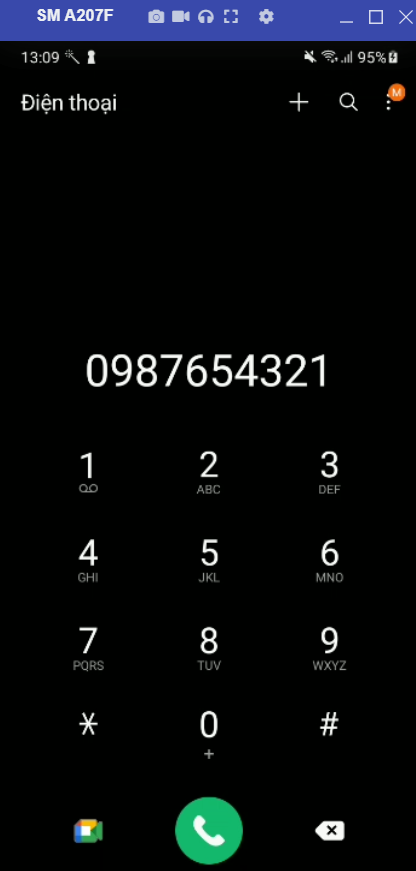 SM A207F
13:09 95%
Điện thoại
M
0987654321
1 2 3
ABC DEF
4 5 6
GHI JKL MNO
7 8 9
PQRS TUV WXYZ
* 0 #
+